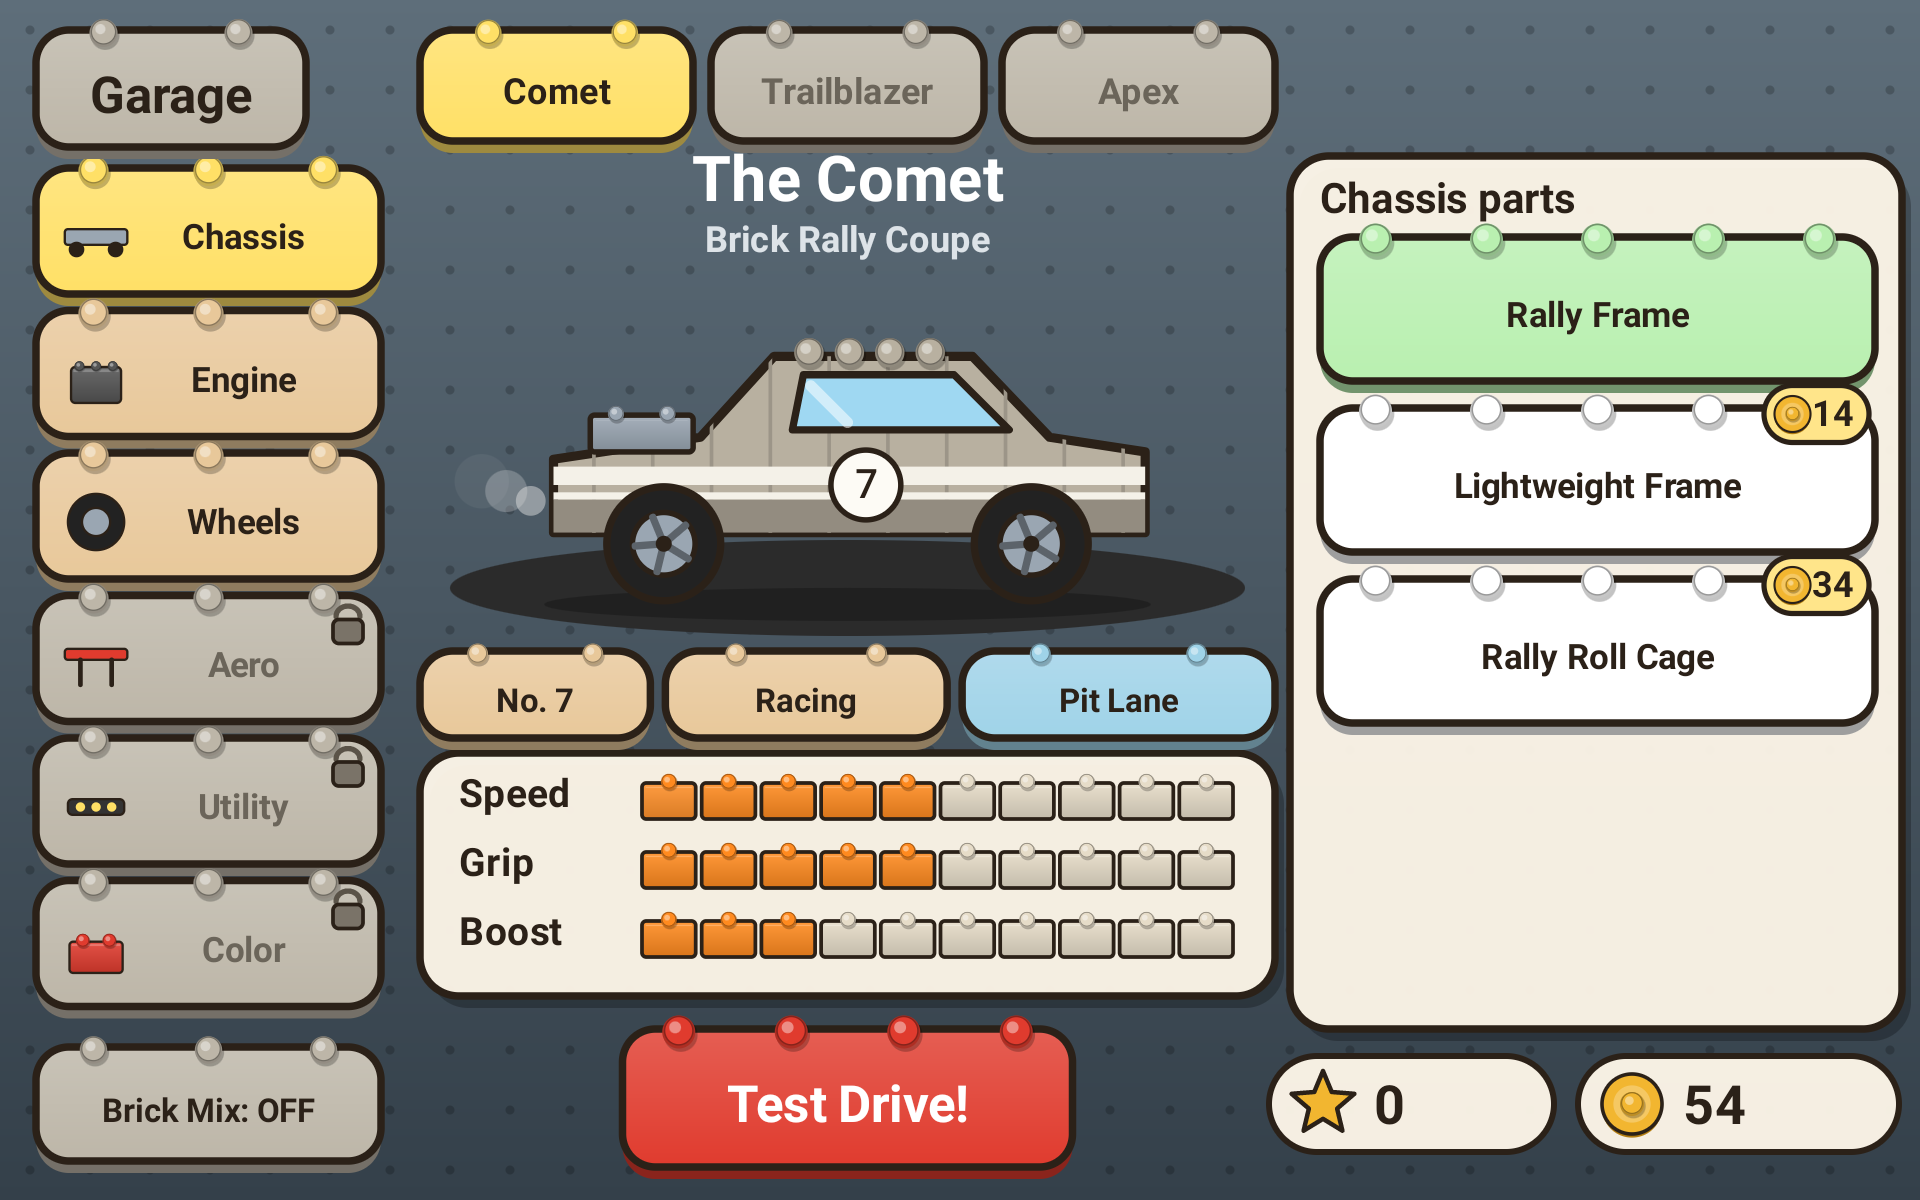 Garage
Comet
Trailblazer
Apex
The Comet
Brick Rally Coupe
Chassis
Engine
Wheels
Aero
Utility
Color
Brick Mix: OFF
7
No. 7
Racing
Pit Lane
Speed
Grip
Boost
Test Drive!
Chassis parts
Rally Frame
14
Lightweight Frame
34
Rally Roll Cage
0
54